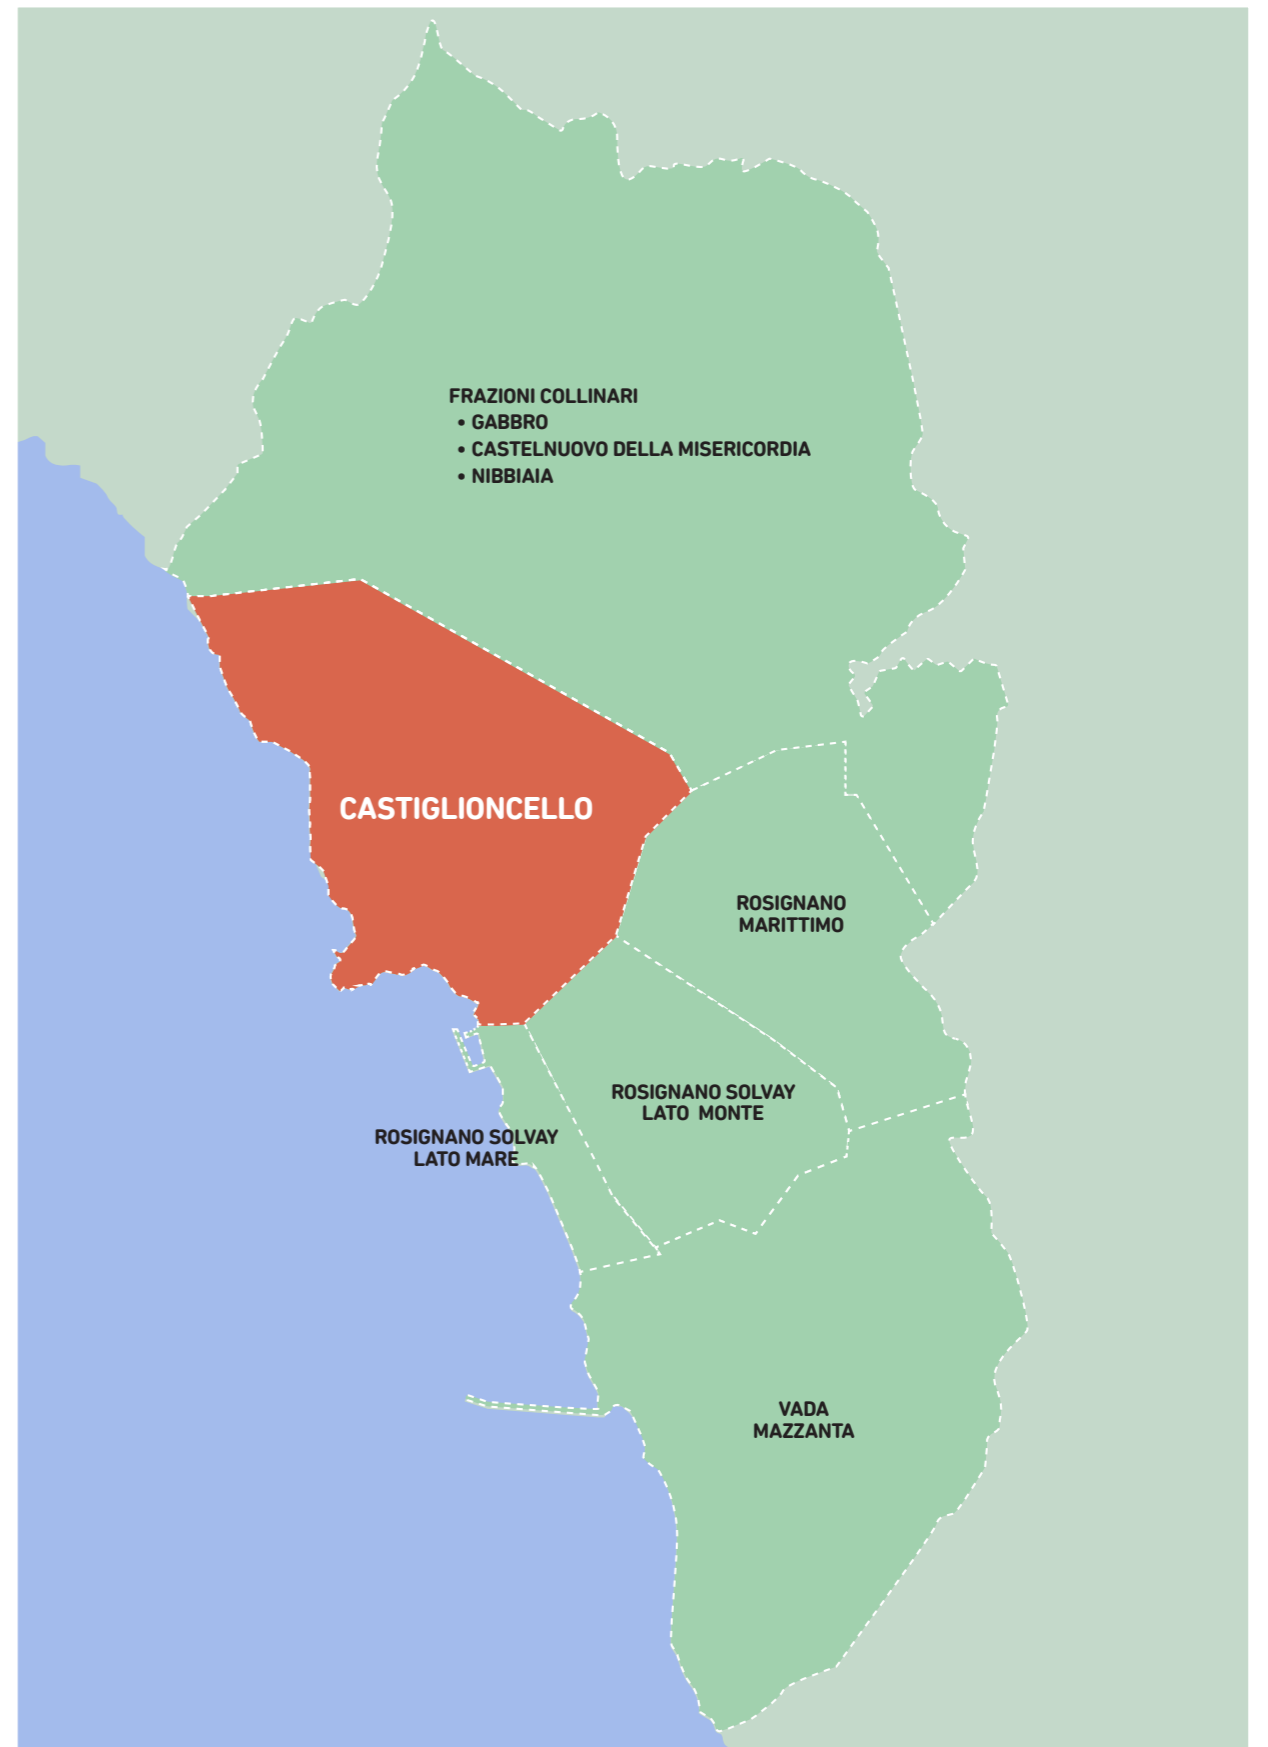 FRAZIONI COLLINARI
• GABBRO
• CASTELNUOVO DELLA MISERICORDIA
• NIBBIAIA
CASTIGLIONCELLO
ROSIGNANO
MARITTIMO
ROSIGNANO SOLVAY
LATO MONTE
ROSIGNANO SOLVAY
LATO MARE
VADA
MAZZANTA